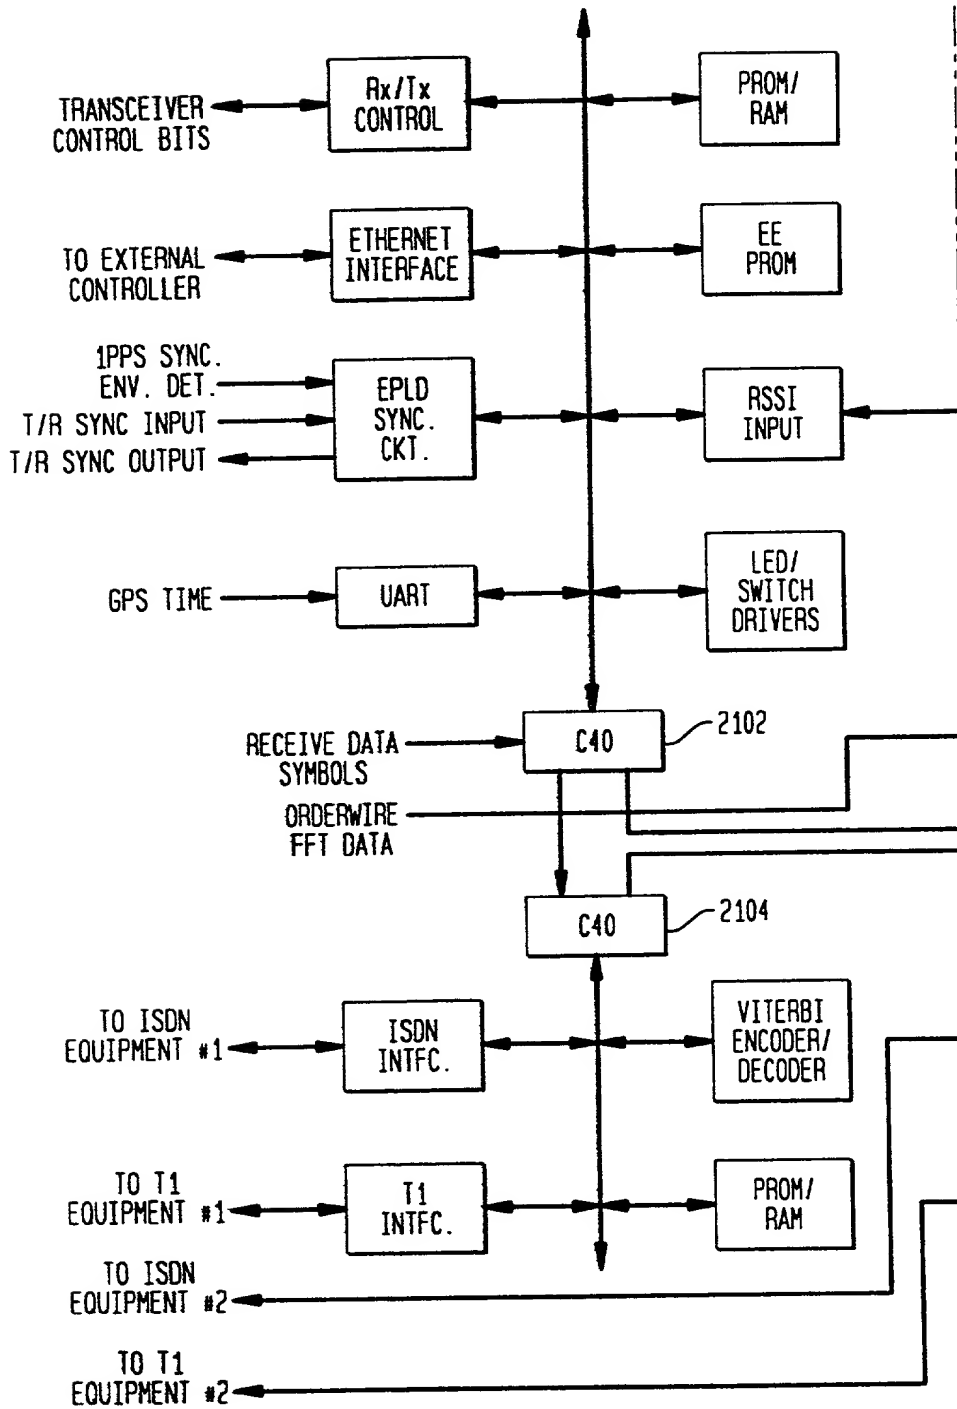 TRANSCEIVER
CONTROL BITS
Rx/Tx
CONTROL
PROM/
RAM
TO EXTERNAL
CONTROLLER
ETHERNET
INTERFACE
EE
PROM
1PPS SYNC.
ENV. DET.
T/R SYNC INPUT
T/R SYNC OUTPUT
EPLD
SYNC.
CKT.
RSSI
INPUT
GPS TIME
UART
LED/
SWITCH
DRIVERS
RECEIVE DATA
SYMBOLS
C40
2102
ORDERWIRE
FFT DATA
C40
2104
TO ISDN
EQUIPMENT #1
ISDN
INTFC.
VITERBI
ENCODER/
DECODER
TO T1
EQUIPMENT #1
T1
INTFC.
PROM/
RAM
TO ISDN
EQUIPMENT #2
TO T1
EQUIPMENT #2